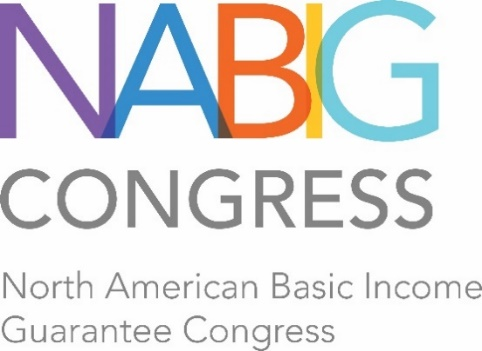 NABIG
CONGRESS
North American Basic Income
Guarantee Congress